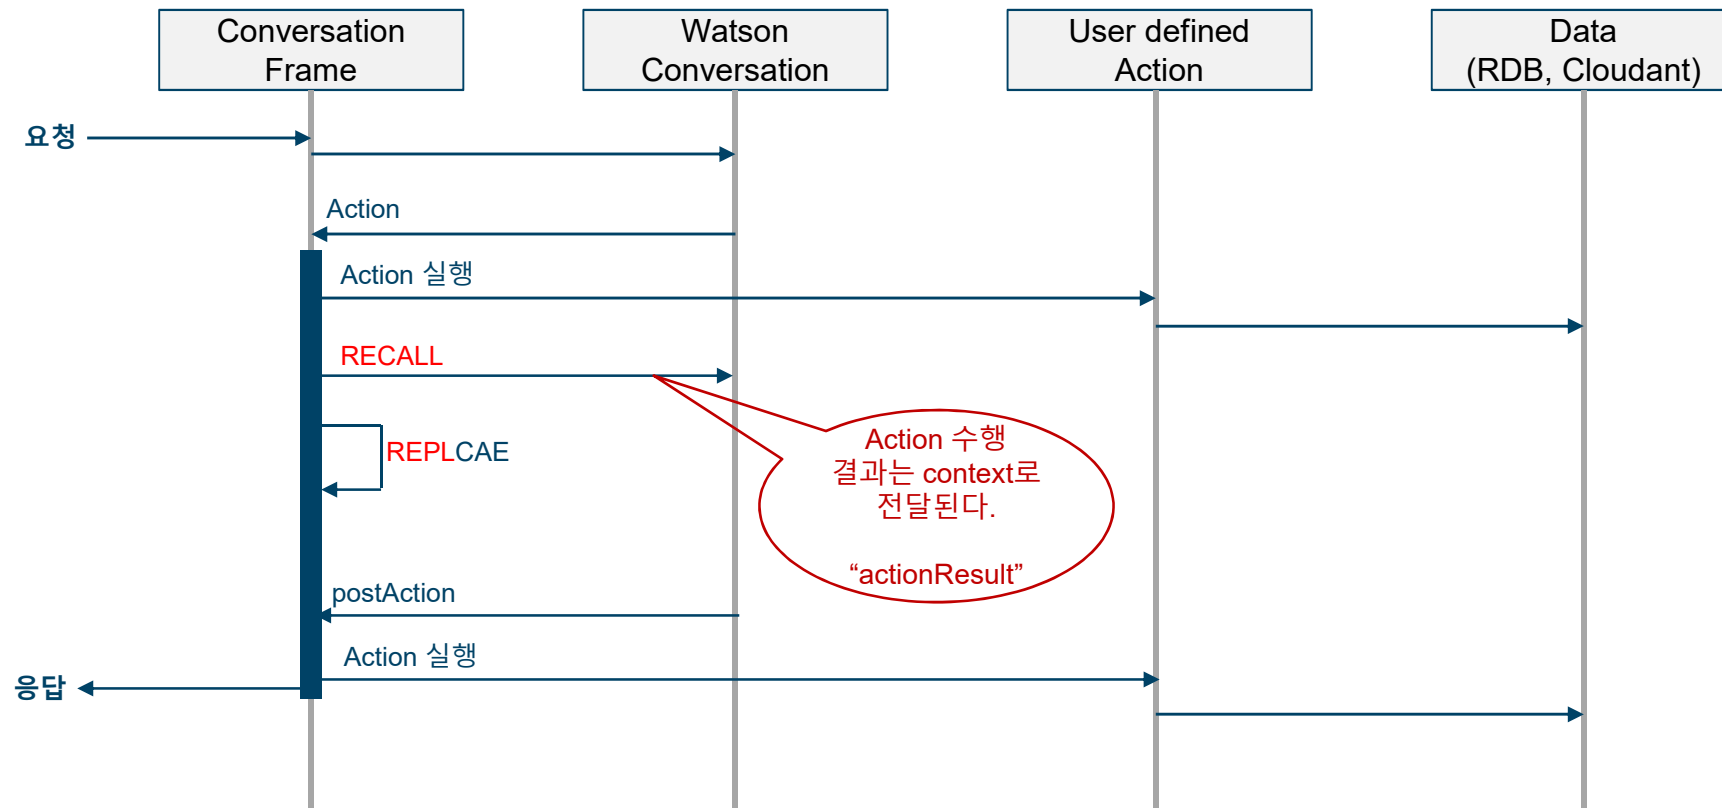 Conversation
Frame
Watson
Conversation
User defined
Action
Data
(RDB, Cloudant)
요청
Action
Action 실행
RECALL
REPLCAE
Action 수행
결과는 context로
전달된다.
“actionResult”
postAction
Action 실행
응답